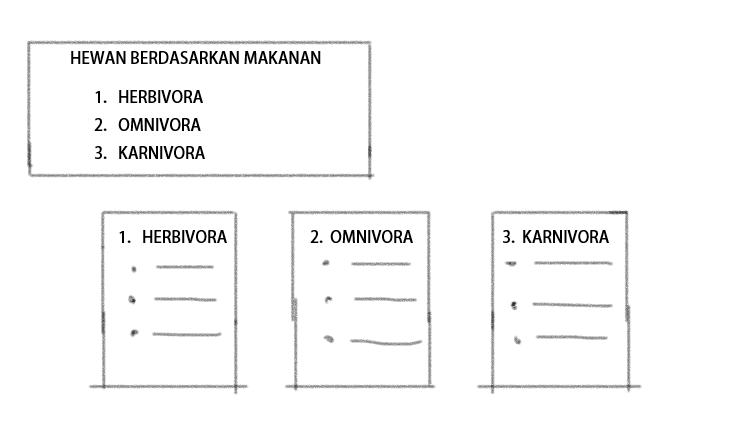 HEWAN BERDASARKAN MAKANAN
1. HERBIVORA
2. OMNIVORA
3. KARNIVORA
1. HERBIVORA
2. OMNIVORA
3. KARNIVORA